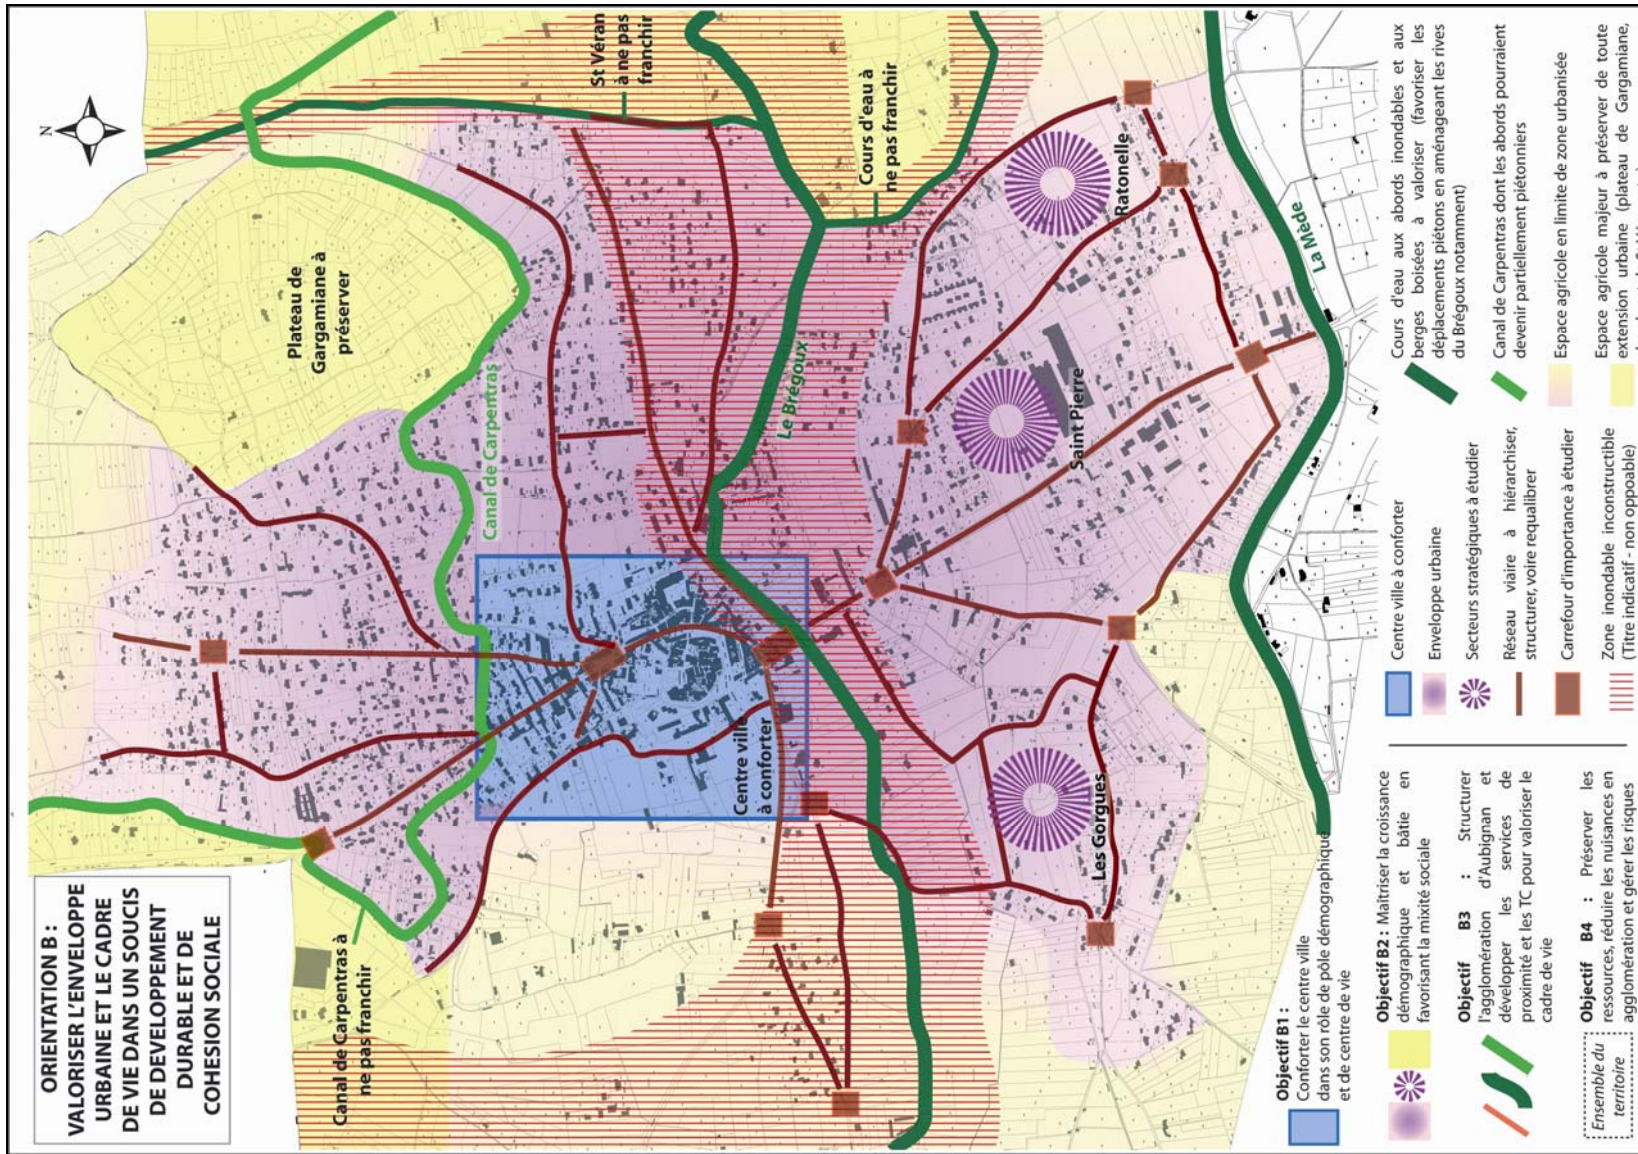 ORIENTATION B :
VALORISER L'ENVELOPPE
URBAINE ET LE CADRE
DE VIE DANS UN SOUCIS
DE DEVELOPPEMENT
DURABLE ET DE
COHESION SOCIALE
N
Plateau de
Gargamiane à
préserver
St Véran
à ne pas
franchir
Canal de Carpentras
Canal de Carpentras à
ne pas franchir
Cours d'eau à
ne pas franchir
Le Brégoux
Centre ville
à conforter
Ratonelle
Saint Pierre
Les Gorgues
La Mède
Objectif B1 :
Conforter le centre ville
dans son rôle de pôle démographique
et de centre de vie
Objectif B2 : Maîtriser la croissance
démographique et bâtie en
favorisant la mixité sociale
Objectif B3 : Structurer
l'agglomération d'Aubignan et
développer les services de
proximité et les TC pour valoriser le
cadre de vie
Ensemble du
territoire
Objectif B4 : Préserver les
ressources, réduire les nuisances en
agglomération et gérer les risques
Centre ville à conforter
Enveloppe urbaine
Secteurs stratégiques à étudier
Réseau viaire à hiérarchiser,
structurer, voire requalibrer
Carrefour d'importance à étudier
Zone inondable inconstructible
(Titre indicatif - non opposable)
Cours d'eau aux abords inondables et aux
berges boisées à valoriser (favoriser les
déplacements piétons en aménageant les rives
du Brégoux notamment)
Canal de Carpentras dont les abords pourraient
devenir partiellement piétonniers
Espace agricole en limite de zone urbanisée
Espace agricole majeur à préserver de toute
extension urbaine (plateau de Gargamiane,